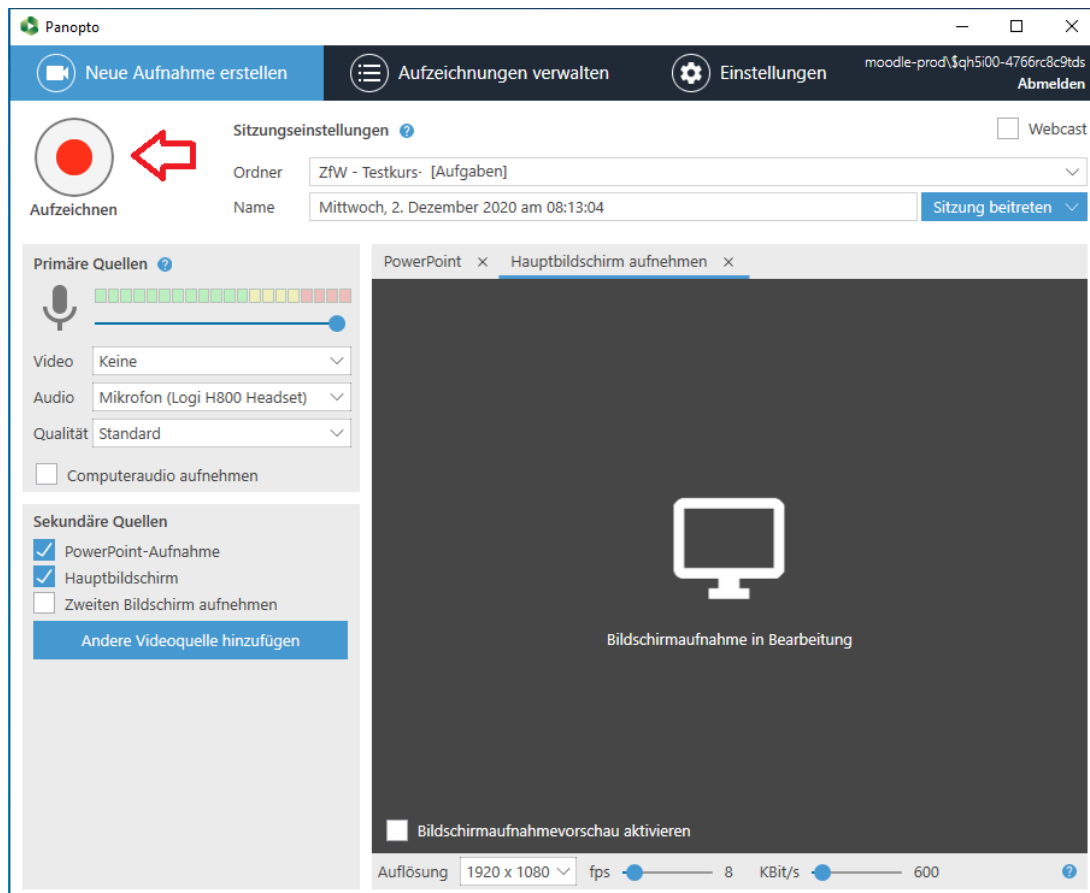 Panopto
Neue Aufnahme erstellen
Aufzeichnungen verwalten
Einstellungen
moodle-prod\$qh5i00-4766rc8c9tds
Abmelden
Aufzeichnen
Sitzungseinstellungen ?
Webcast
Ordner
ZfW - Testkurs- [Aufgaben]
Name
Mittwoch, 2. Dezember 2020 am 08:13:04
Sitzung beitreten
Primäre Quellen ?
Video
Keine
Audio
Mikrofon (Logi H800 Headset)
Qualität
Standard
Computeraudio aufnehmen
Sekundäre Quellen
PowerPoint-Aufnahme
Hauptbildschirm
Zweiten Bildschirm aufnehmen
Andere Videoquelle hinzufügen
PowerPoint
Hauptbildschirm aufnehmen
Bildschirmaufnahme in Bearbeitung
Bildschirmaufnahmevorschau aktivieren
Auflösung 1920 x 1080 fps 8 KBit/s 600 ?